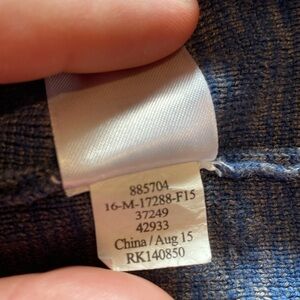 885704
16-M-17288-F15
37249
42933
China / Aug 15
RK140850